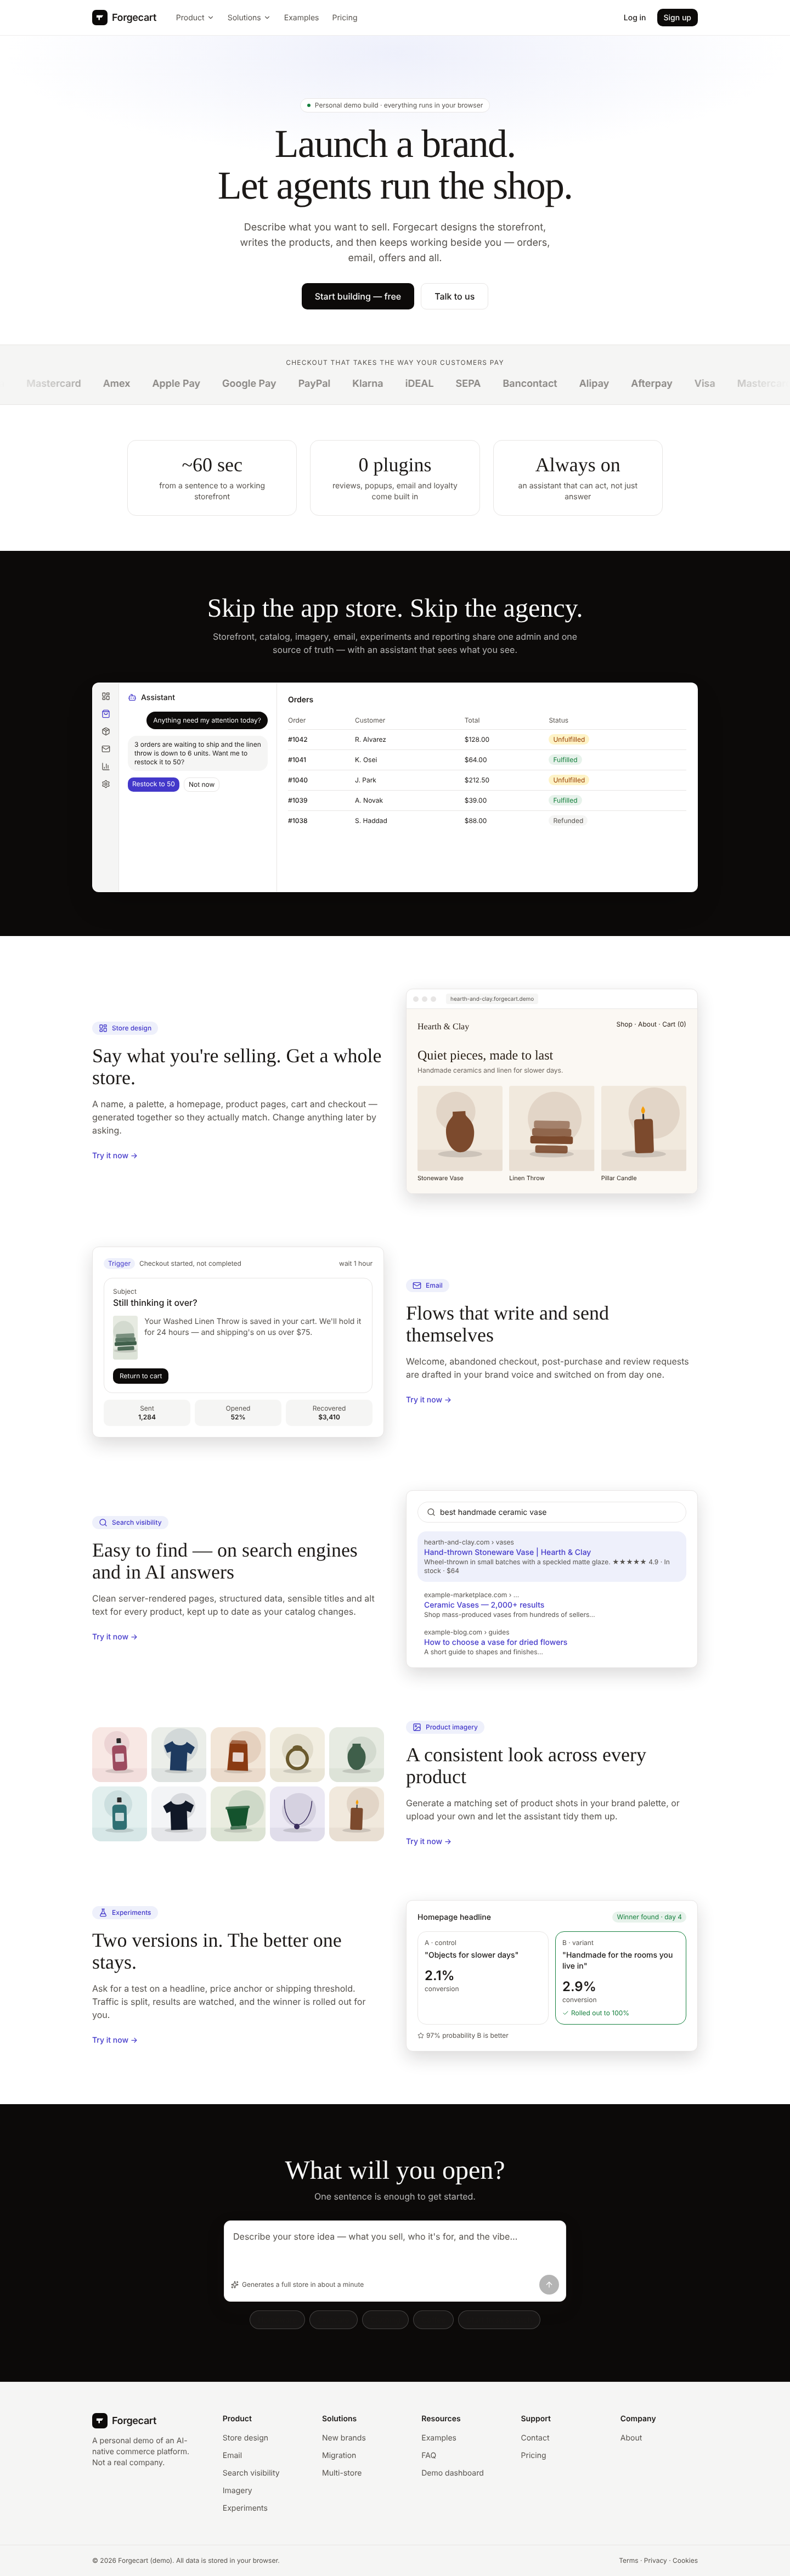 Forgecart
Product
Solutions
Examples
Pricing
Log in
Sign up
Personal demo build · everything runs in your browser
Launch a brand.
Let agents run the shop.
Describe what you want to sell. Forgecart designs the storefront,
writes the products, and then keeps working beside you — orders,
email, offers and all.
Start building — free
Talk to us
CHECKOUT THAT TAKES THE WAY YOUR CUSTOMERS PAY
Mastercard Amex Apple Pay Google Pay PayPal Klarna iDEAL SEPA Bancontact Alipay Afterpay Visa
~60 sec
from a sentence to a working
storefront
0 plugins
reviews, popups, email and loyalty
come built in
Always on
an assistant that can act, not just
answer
Skip the app store. Skip the agency.
Storefront, catalog, imagery, email, experiments and reporting share one admin and one
source of truth — with an assistant that sees what you see.
Assistant
Anything need my attention today?
3 orders are waiting to ship and the linen
throw is down to 6 units. Want me to
restock it to 50?
Restock to 50
Not now
Orders
Order Customer Total Status
#1042 R. Alvarez $128.00 Unfulfilled
#1041 K. Osei $64.00 Fulfilled
#1040 J. Park $212.50 Unfulfilled
#1039 A. Novak $39.00 Fulfilled
#1038 S. Haddad $88.00 Refunded
Store design
Say what you're selling. Get a whole
store.
A name, a palette, a homepage, product pages, cart and checkout —
generated together so they actually match. Change anything later by
asking.
Try it now →
hearth-and-clay.forgecart.demo
Hearth & Clay
Shop · About · Cart (0)
Quiet pieces, made to last
Handmade ceramics and linen for slower days.
Stoneware Vase
Linen Throw
Pillar Candle
Trigger
Checkout started, not completed
wait 1 hour
Subject
Still thinking it over?
Your Washed Linen Throw is saved in your cart. We'll hold it
for 24 hours — and shipping's on us over $75.
Return to cart
Sent
1,284
Opened
52%
Recovered
$3,410
Email
Flows that write and send
themselves
Welcome, abandoned checkout, post-purchase and review requests
are drafted in your brand voice and switched on from day one.
Try it now →
Search visibility
Easy to find — on search engines
and in AI answers
Clean server-rendered pages, structured data, sensible titles and alt
text for every product, kept up to date as your catalog changes.
Try it now →
best handmade ceramic vase
hearth-and-clay.com › vases
Hand-thrown Stoneware Vase | Hearth & Clay
Wheel-thrown in small batches with a speckled matte glaze. ★★★★★ 4.9 · In
stock · $64
example-marketplace.com › ...
Ceramic Vases — 2,000+ results
Shop mass-produced vases from hundreds of sellers...
example-blog.com › guides
How to choose a vase for dried flowers
A short guide to shapes and finishes...
Product imagery
A consistent look across every
product
Generate a matching set of product shots in your brand palette, or
upload your own and let the assistant tidy them up.
Try it now →
Experiments
Two versions in. The better one
stays.
Ask for a test on a headline, price anchor or shipping threshold.
Traffic is split, results are watched, and the winner is rolled out for
you.
Try it now →
Homepage headline
Winner found · day 4
A · control
"Objects for slower days"
2.1%
conversion
B · variant
"Handmade for the rooms you
live in"
2.9%
conversion
Rolled out to 100%
97% probability B is better
What will you open?
One sentence is enough to get started.
Describe your store idea — what you sell, who it's for, and the vibe...
Generates a full store in about a minute
Forgecart
A personal demo of an AI-
native commerce platform.
Not a real company.
Product
Store design
Email
Search visibility
Imagery
Experiments
Solutions
New brands
Migration
Multi-store
Resources
Examples
FAQ
Demo dashboard
Support
Contact
Pricing
Company
About
© 2026 Forgecart (demo). All data is stored in your browser.
Terms · Privacy · Cookies